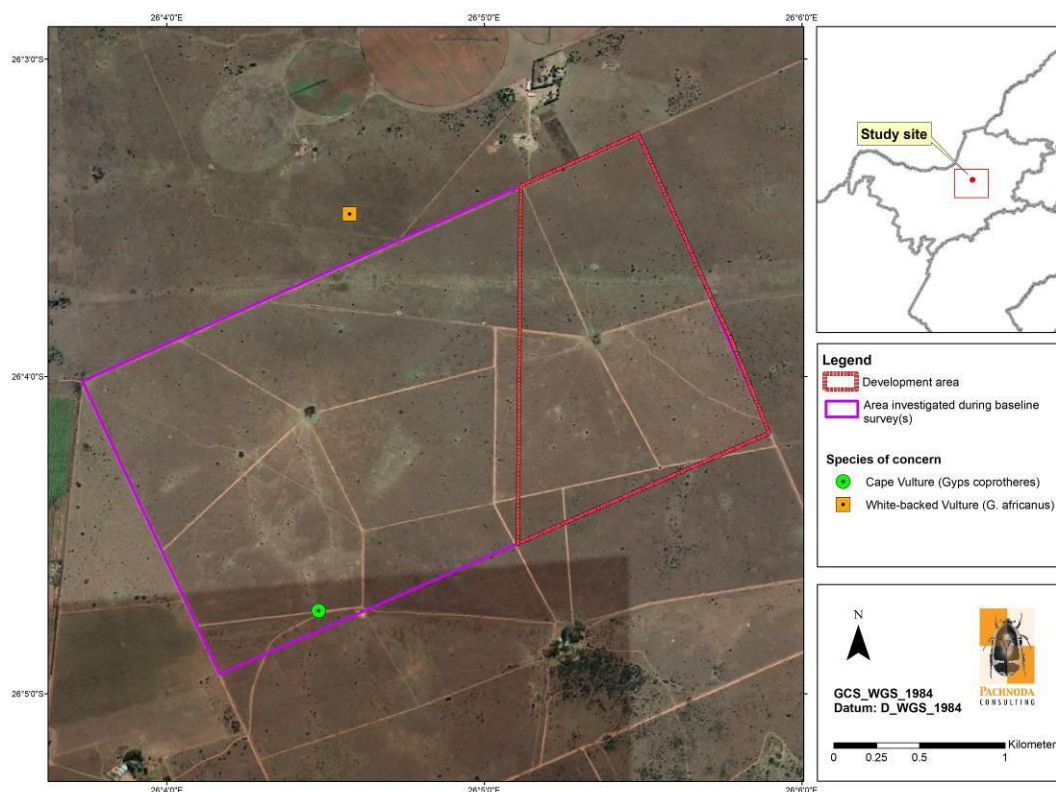 26°4'0"E
26°5'0"E
26°6'0"E
26°3'0"S
26°4'0"S
26°5'0"S
26°4'0"E
26°5'0"E
26°6'0"E
Study site
Legend
Development area
Area investigated during baseline
survey(s)
Species of concern
Cape Vulture (Gyps coprotheres)
White-backed Vulture (G. africanus)
N
PACHNODA
CONSULTING
GCS_WGS_1984
Datum: D_WGS_1984
Kilometer
0 0.25 0.5 1